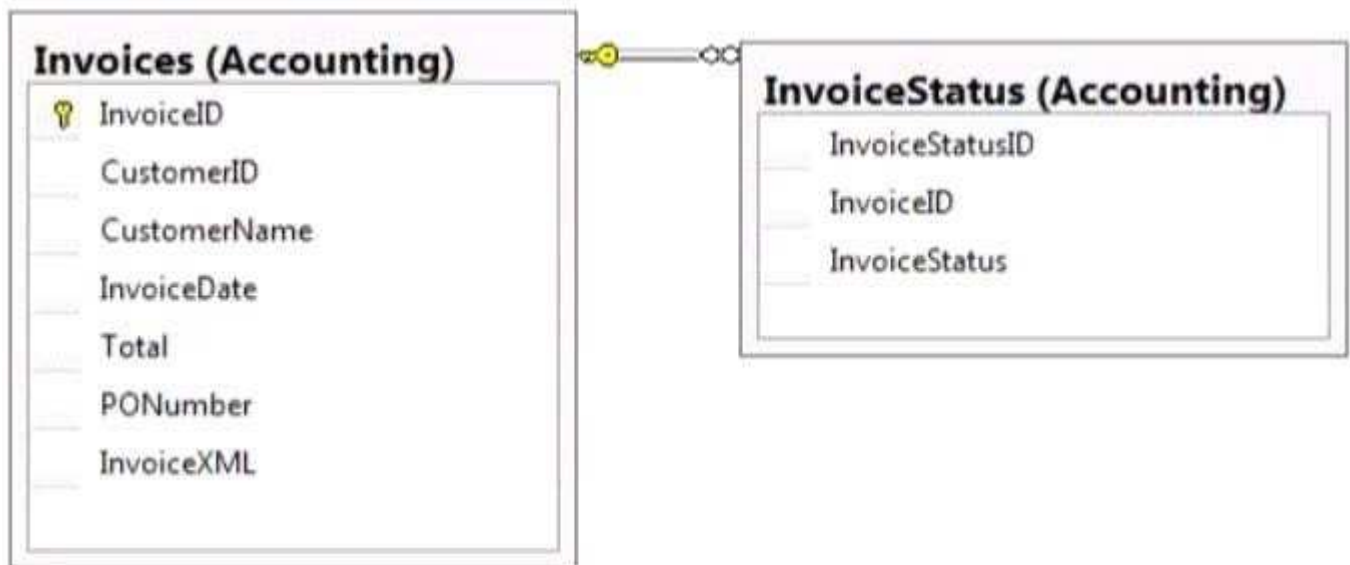 Invoices (Accounting)
InvoiceID
CustomerID
CustomerName
InvoiceDate
Total
PONumber
InvoiceXML
InvoiceStatus (Accounting)
InvoiceStatusID
InvoiceID
InvoiceStatus